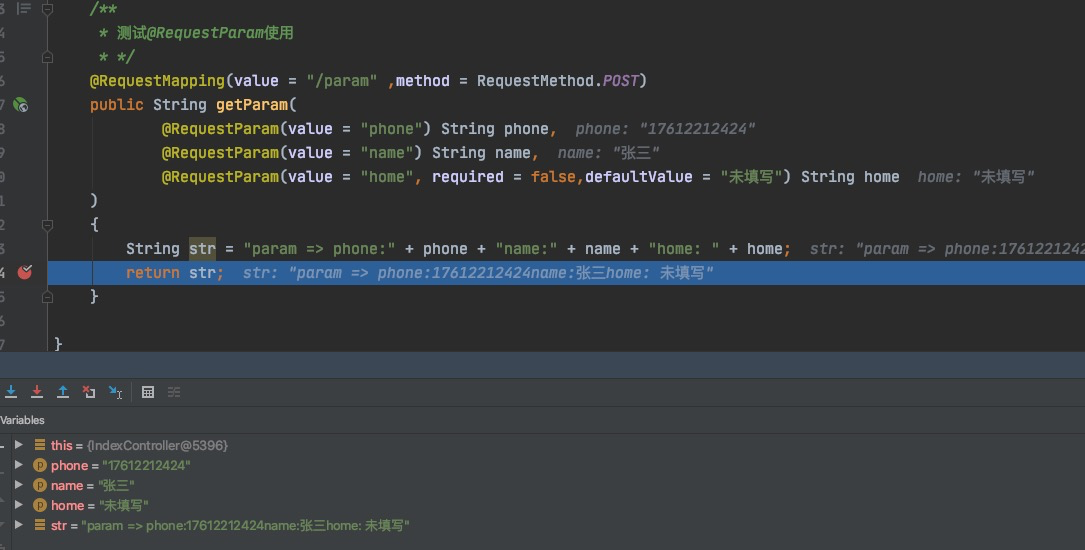 3 /**
4 * 测试@RequestParam使用
5 * */
6 @RequestMapping(value = "/param" ,method = RequestMethod.POST)
7 public String getParam(
8 @RequestParam(value = "phone") String phone, phone: "17612212424"
9 @RequestParam(value = "name") String name, name: "张三"
0 @RequestParam(value = "home", required = false,defaultValue = "未填写") String home home: "未填写"
1 )
2 {
3 String str = "param => phone:" + phone + "name:" + name + "home: " + home; str: "param => phone:1761221242
4 return str; str: "param => phone:17612212424name:张三home: 未填写"
5 }
6
7 }
Variables
this = {IndexController@5396}
p phone = "17612212424"
p name = "张三"
p home = "未填写"
str = "param => phone:17612212424name:张三home: 未填写"